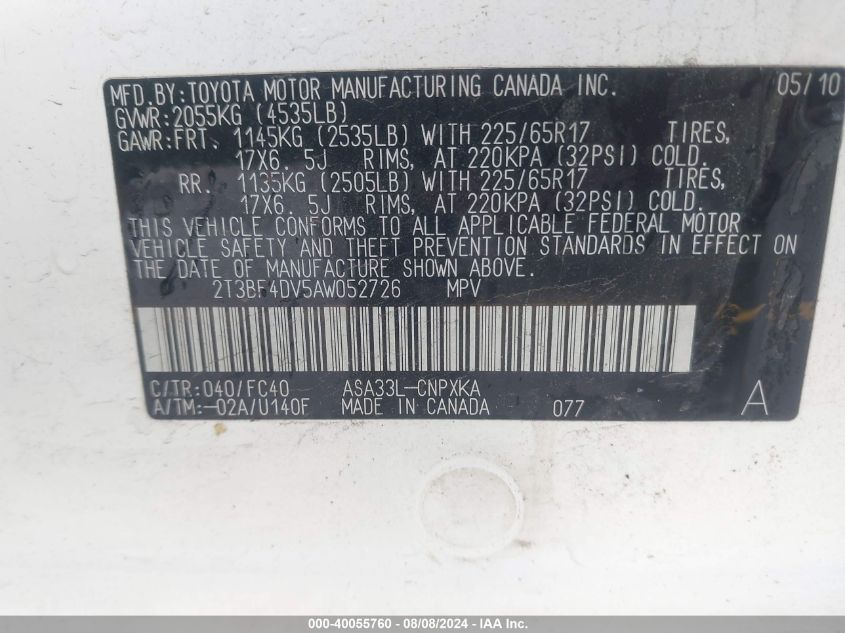 MFD.BY:TOYOTA MOTOR MANUFACTURING CANADA INC. 05/10
GVWR:2055KG (4535LB)
GAWR:FRT. 1145KG (2535LB) WITH 225/65R17 TIRES,
17X6. 5J RIMS, AT 220KPA (32PSI) COLD.
RR. 1135KG (2505LB) WITH 225/65R17 TIRES,
17X6. 5J RIMS, AT 220KPA (32PSI) COLD.
THIS VEHICLE CONFORMS TO ALL APPLICABLE FEDERAL MOTOR
VEHICLE SAFETY AND THEFT PREVENTION STANDARDS IN EFFECT ON
THE DATE OF MANUFACTURE SHOWN ABOVE.
2T3BF4DV5AW052726 MPV
C/TR:040/FC40 ASA33L-CNPXKA
A/TM:-02A/U140F MADE IN CANADA 077 A
000-40055760 - 08/08/2024 - IAA Inc.